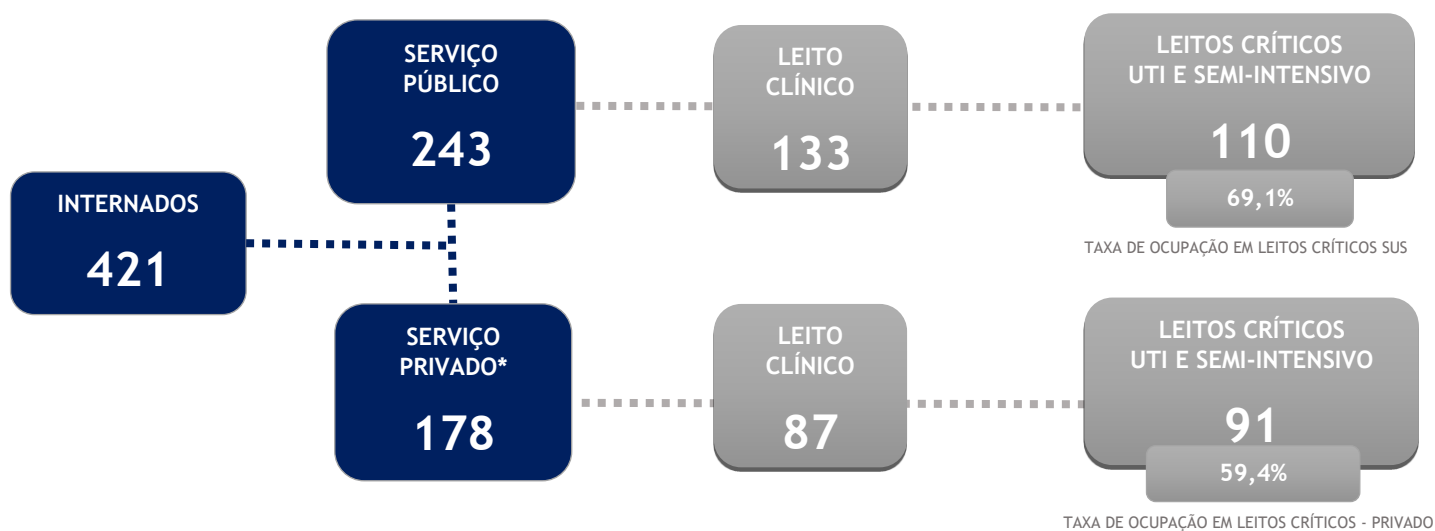 INTERNADOS
421
SERVIÇO
PÚBLICO
243
LEITO
CLÍNICO
133
LEITOS CRÍTICOS
UTI E SEMI-INTENSIVO
110
69,1%
TAXA DE OCUPAÇÃO EM LEITOS CRÍTICOS SUS
SERVIÇO
PRIVADO*
178
LEITO
CLÍNICO
87
LEITOS CRÍTICOS
UTI E SEMI-INTENSIVO
91
59,4%
TAXA DE OCUPAÇÃO EM LEITOS CRÍTICOS - PRIVADO